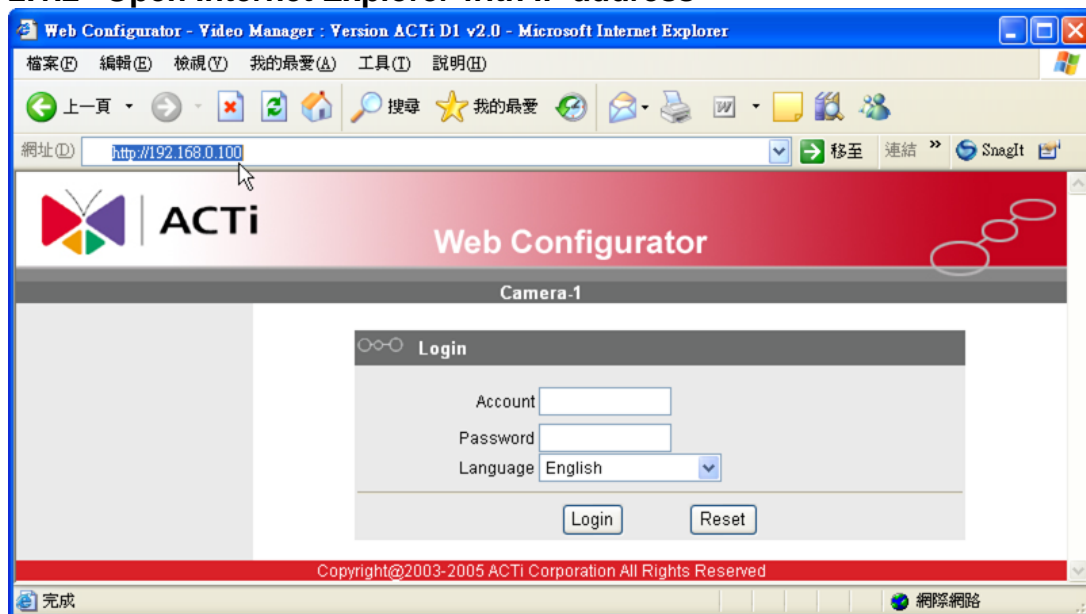 Web Configurator - Video Manager : Version ACTi D1 v2.0 - Microsoft Internet Explorer
檔案(F) 編輯(E) 檢視(V) 我的最愛(A) 工具(T) 說明(H)
上一頁 搜尋 我的最愛
網址(D) http://192.168.0.100 移至 連結 » SnagIt
ACTi
Web Configurator
Camera-1
Login
Account
Password
Language English
Login Reset
Copyright@2003-2005 ACTi Corporation All Rights Reserved
完成 網際網路